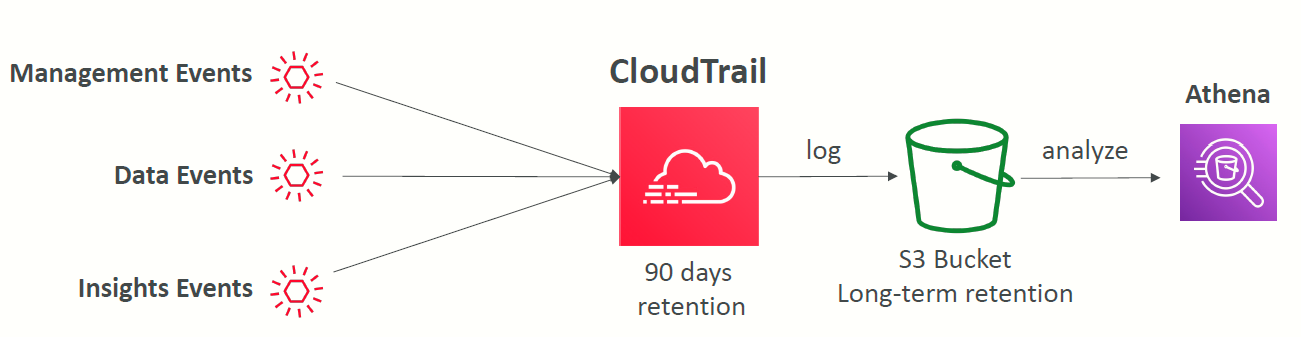 Management Events
Data Events
Insights Events
CloudTrail
90 days
retention
log
S3 Bucket
Long-term retention
analyze
Athena